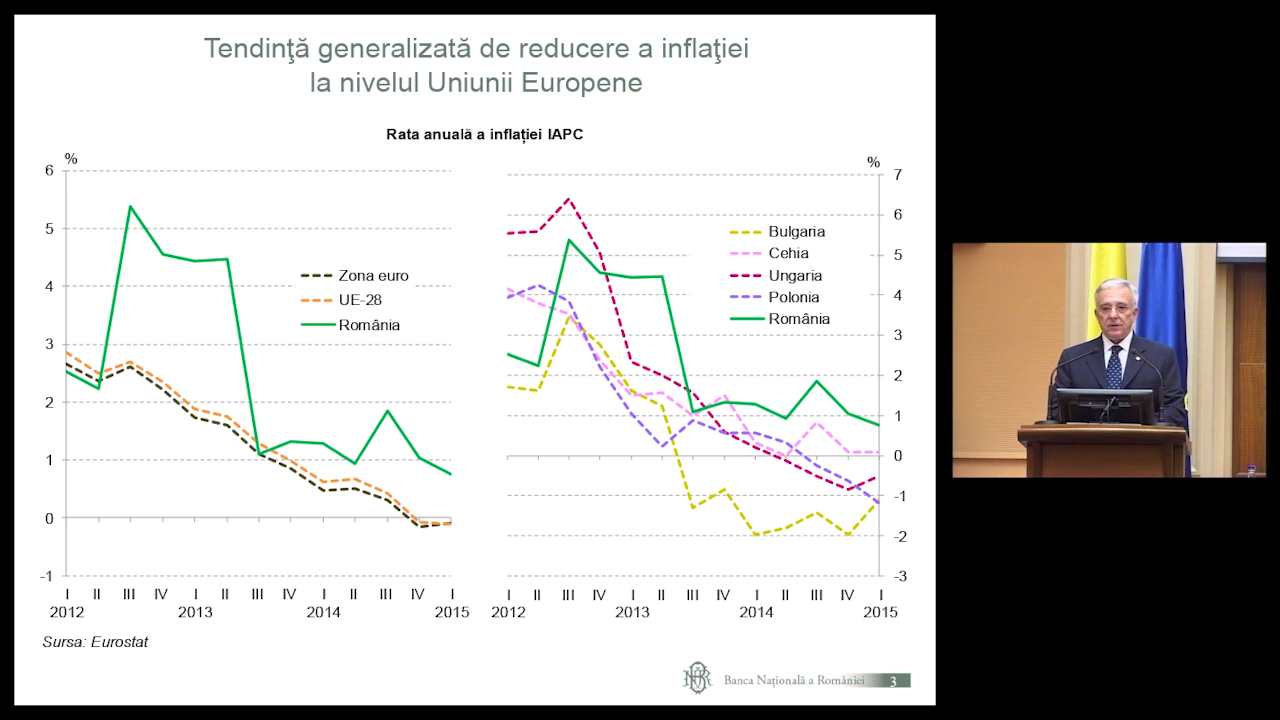 Tendinţă generalizată de reducere a inflaţiei
la nivelul Uniunii Europene
Rata anuală a inflației IAPC
%
6
5
4
3
2
1
0
-1
Zona euro
UE-28
România
I II III IV I II III IV I II III IV I
2012 2013 2014 2015
%
7
6
5
4
3
2
1
0
-1
-2
-3
Bulgaria
Cehia
Ungaria
Polonia
România
I II III IV I II III IV I II III IV I
2012 2013 2014 2015
Sursa: Eurostat
Banca Națională a României 3